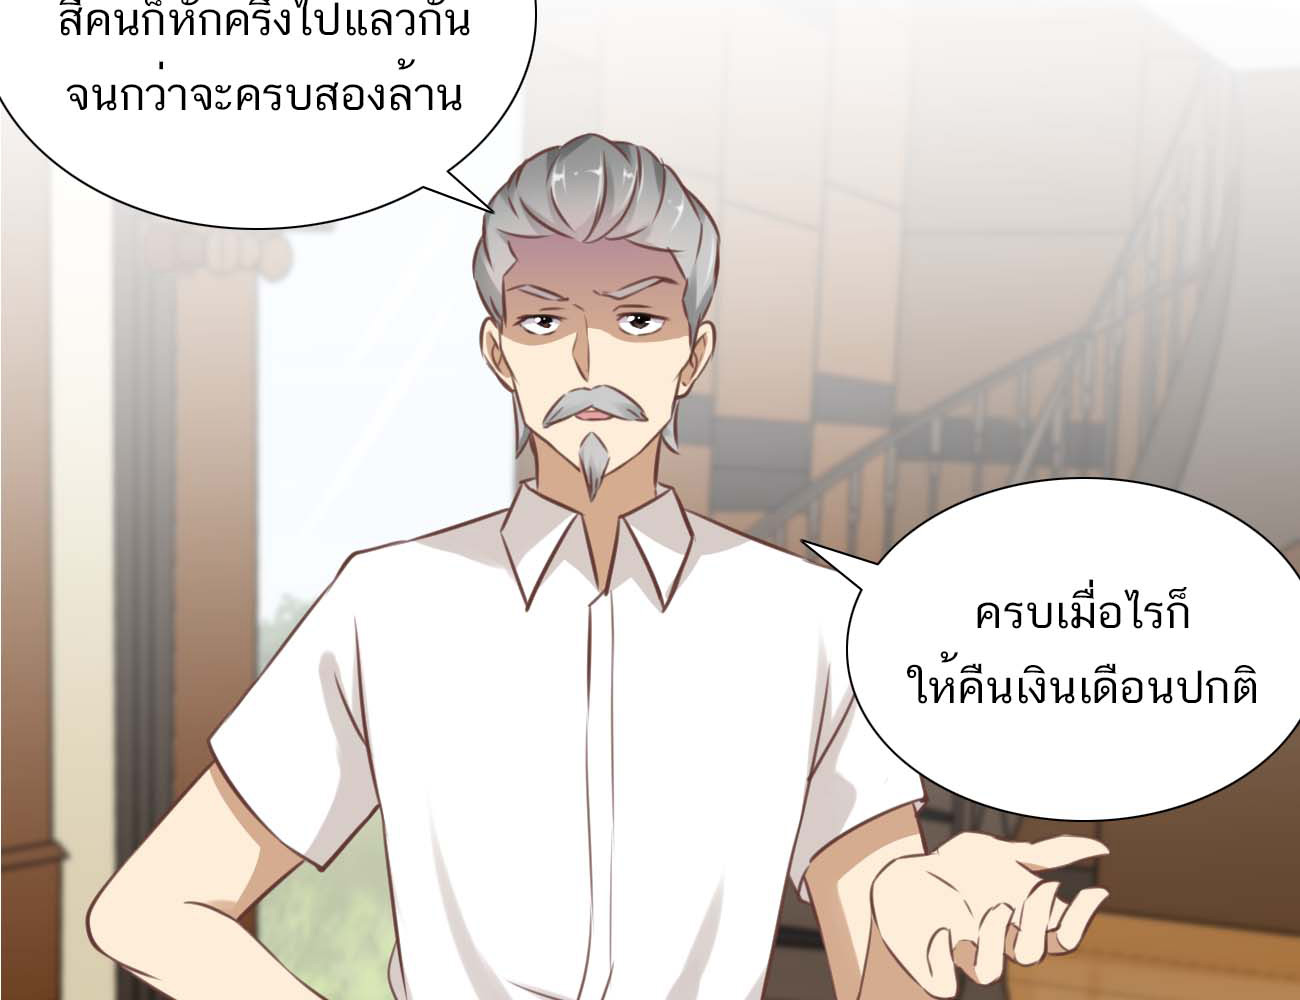 สี่คนก็หักครึ่งไปแล้วกัน
จนกว่าจะครบสองล้าน
ครบเมื่อไรก็
ให้คืนเงินเดือนปกติ